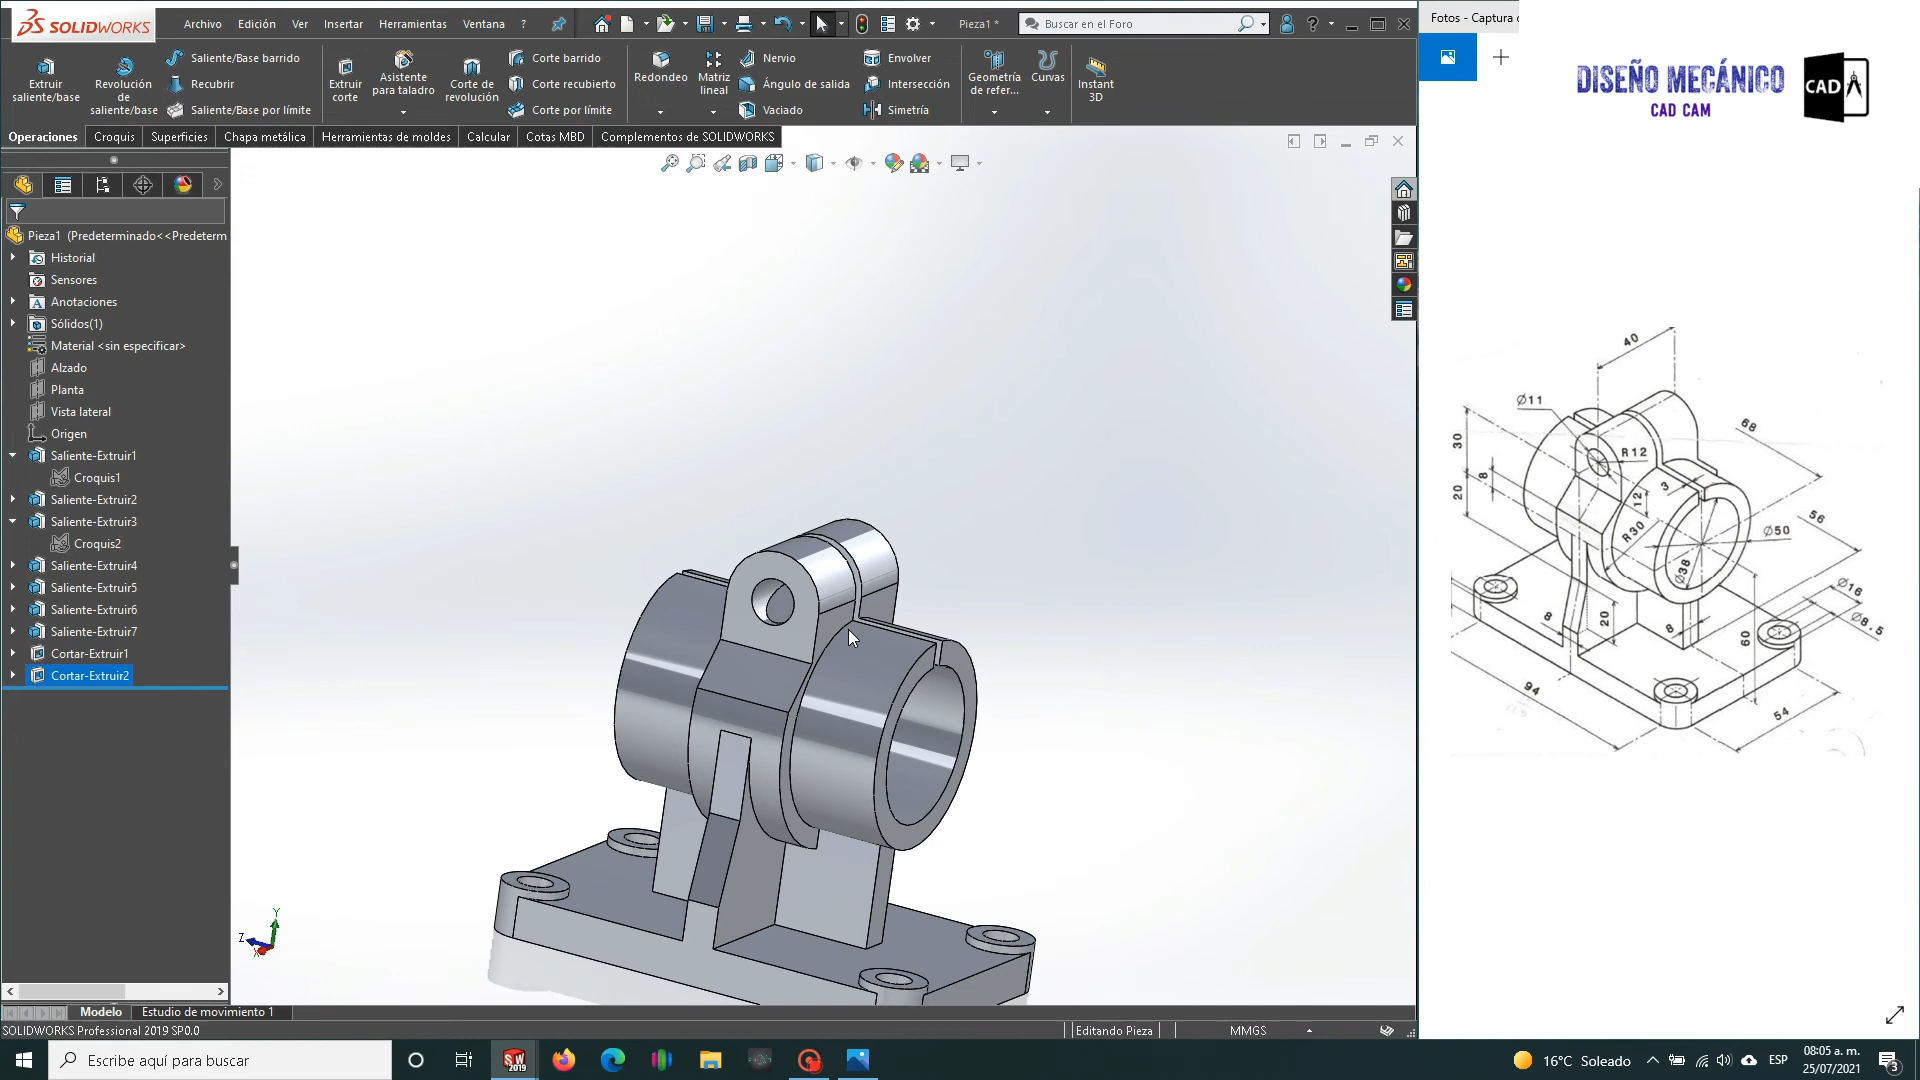 SOLIDWORKS
Archivo Edición Ver Insertar Herramientas Ventana ?
Pieza1 *
Buscar en el Foro
Fotos - Captura
Extruir saliente/base
Revolución de saliente/base
Saliente/Base barrido
Recubrir
Saliente/Base por límite
Extruir corte
Asistente para taladro
Corte de revolución
Corte barrido
Corte recubierto
Corte por límite
Redondeo
Matriz lineal
Nervio
Ángulo de salida
Vaciado
Envolver
Intersección
Simetría
Geometría de refer...
Curvas
Instant 3D
DISEÑO MECÁNICO
CAD CAM
CAD
Operaciones Croquis Superficies Chapa metálica Herramientas de moldes Calcular Cotas MBD Complementos de SOLIDWORKS
Pieza1 (Predeterminado<<Predeterm
Historial
Sensores
Anotaciones
Sólidos(1)
Material <sin especificar>
Alzado
Planta
Vista lateral
Origen
Saliente-Extruir1
Croquis1
Saliente-Extruir2
Saliente-Extruir3
Croquis2
Saliente-Extruir4
Saliente-Extruir5
Saliente-Extruir6
Saliente-Extruir7
Cortar-Extruir1
Cortar-Extruir2
Y
Z
X
40
Ø11
30
68
R12
8
20
3
12
56
R30
Ø50
Ø38
Ø16
8
20
8
60
Ø8.5
94
54
Modelo Estudio de movimiento 1
SOLIDWORKS Professional 2019 SP0.0
Editando Pieza
MMGS
Escribe aquí para buscar
SW
2019
16°C Soleado
ESP
08:05 a. m.
25/07/2021
3